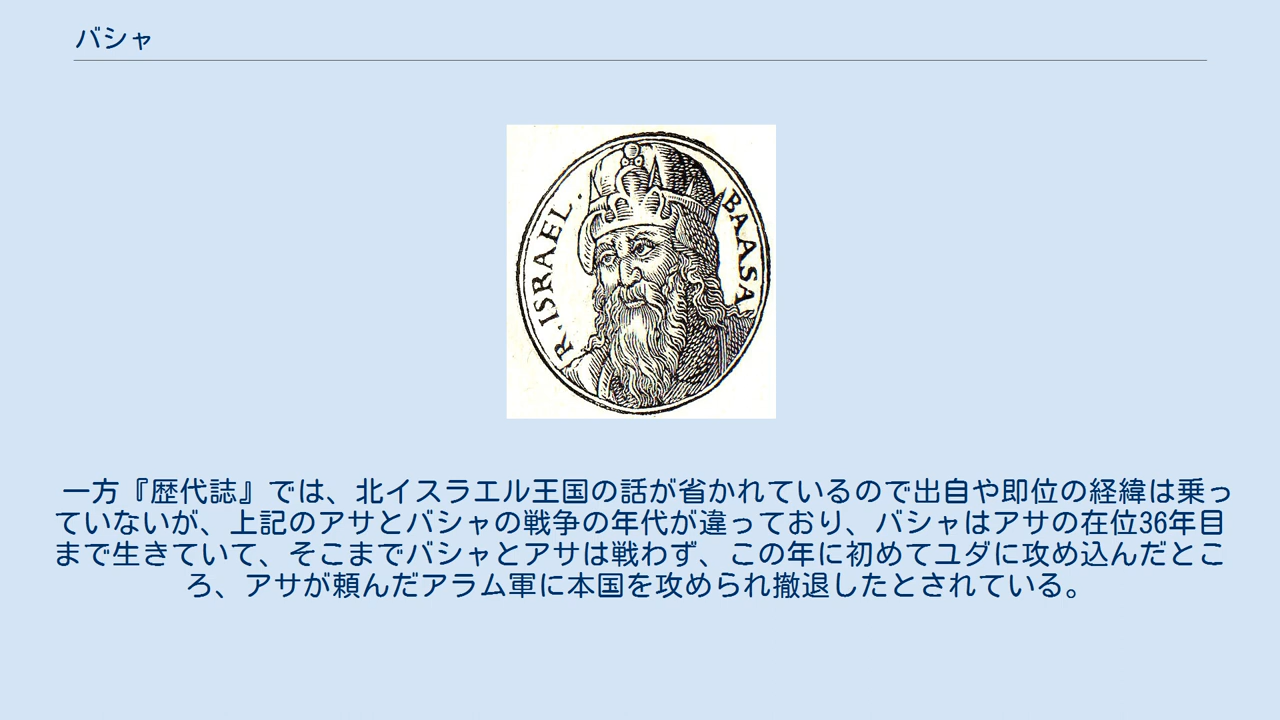 バシャ
R. ISRAEL. BAASA
一方『歴代誌』では、北イスラエル王国の話が省かれているので出自や即位の経緯は乗っ
ていないが、上記のアサとバシャの戦争の年代が違っており、バシャはアサの在位36年目
まで生きていて、そこまでバシャとアサは戦わず、この年に初めてユダに攻め込んだとこ
ろ、アサが頼んだアラム軍に本国を攻められ撤退したとされている。